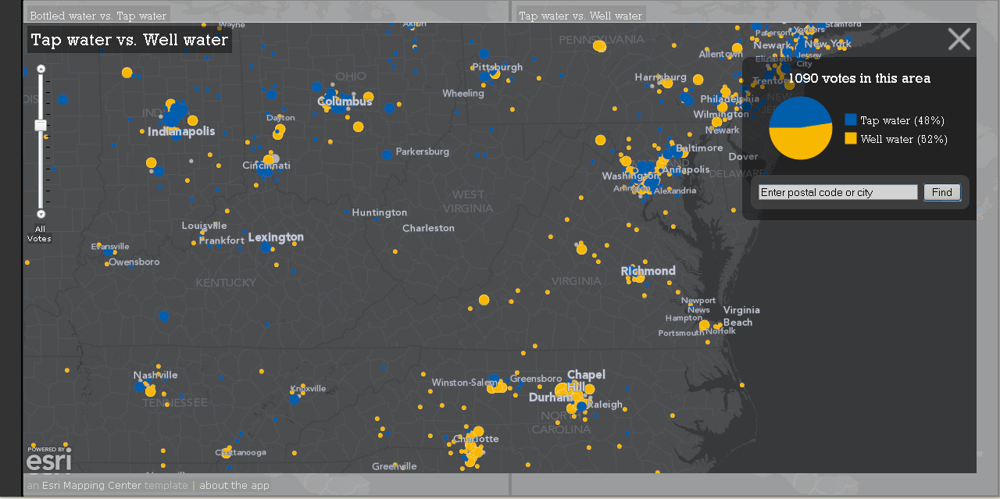 Bottled water vs. Tap water
Tap water vs. Well water
Tap water vs. Well water
All
Votes
1090 votes in this area
Tap water (48%)
Well water (52%)
Enter postal code or city
Find
Wayne
Akron
PENNSYLVANIA
Paterson
Yonkers
Stamford
Newark
New York
Allentown
Elizabeth
Jersey
City
Pittsburgh
OHIO
Harrisburg
Trenton
Wheeling
Columbus
Philadelphia
NEW
Wilmington
Dayton
Indianapolis
Newark
Parkersburg
Baltimore
Dover
Cincinnati
MARYLAND
Annapolis
Washington
DELAWARE
Arlington
Alexandria
WEST
VIRGINIA
Huntington
Louisville
Charleston
Frankfort
Lexington
Evansville
Owensboro
Richmond
KENTUCKY
VIRGINIA
Newport
News
Virginia
Beach
Hampton
Portsmouth
Norfolk
Nashville
Chapel
Hill
Winston-Salem
Greensboro
Knoxville
Durham
Raleigh
TENNESSEE
NORTH
CAROLINA
Charlotte
Chattanooga
Greenville
POWERED BY
esri
an Esri Mapping Center template | about the app